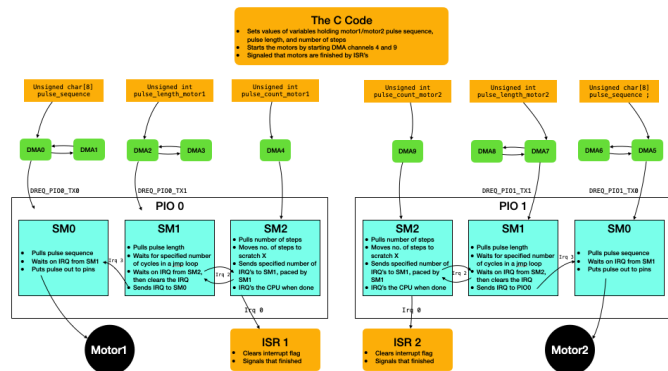 The C Code
Sets values of variables holding motor1/motor2 pulse sequence,
pulse length, and number of steps
Starts the motors by starting DMA channels 4 and 9
Signaled that motors are finished by ISR's
Unsigned char[8]
pulse_sequence
Unsigned int
pulse_length_motor1
Unsigned int
pulse_count_motor1
Unsigned int
pulse_count_motor2
Unsigned int
pulse_length_motor2
Unsigned char[8]
pulse_sequence ;
DMA0
DMA1
DMA2
DMA3
DMA4
DMA9
DMA8
DMA7
DMA6
DMA5
DREQ_PIO0_TX0
DREQ_PIO0_TX1
DREQ_PIO1_TX1
DREQ_PIO1_TX0
PIO 0
SM0
Pulls pulse sequence
Waits on IRQ from SM1
Puts pulse out to pins
Irq 3
SM1
Pulls pulse length
Waits for specified number
of cycles in a jmp loop
Waits on IRQ from SM2,
then clears the IRQ
Sends IRQ to SM0
Irq 2
SM2
Pulls number of steps
Moves no. of steps to
scratch X
Sends specified number of
IRQ's to SM1, paced by
SM1
IRQ's the CPU when done
PIO 1
SM2
Pulls number of steps
Moves no. of steps to
scratch X
Sends specified number of
IRQ's to SM1, paced by
SM1
IRQ's the CPU when done
Irq 2
SM1
Pulls pulse length
Waits for specified number
of cycles in a jmp loop
Waits on IRQ from SM2,
then clears the IRQ
Sends IRQ to PIO0
Irq 3
SM0
Pulls pulse sequence
Waits on IRQ from SM1
Puts pulse out to pins
Irq 0
Irq 0
Motor1
ISR 1
Clears interrupt flag
Signals that finished
ISR 2
Clears interrupt flag
Signals that finished
Motor2